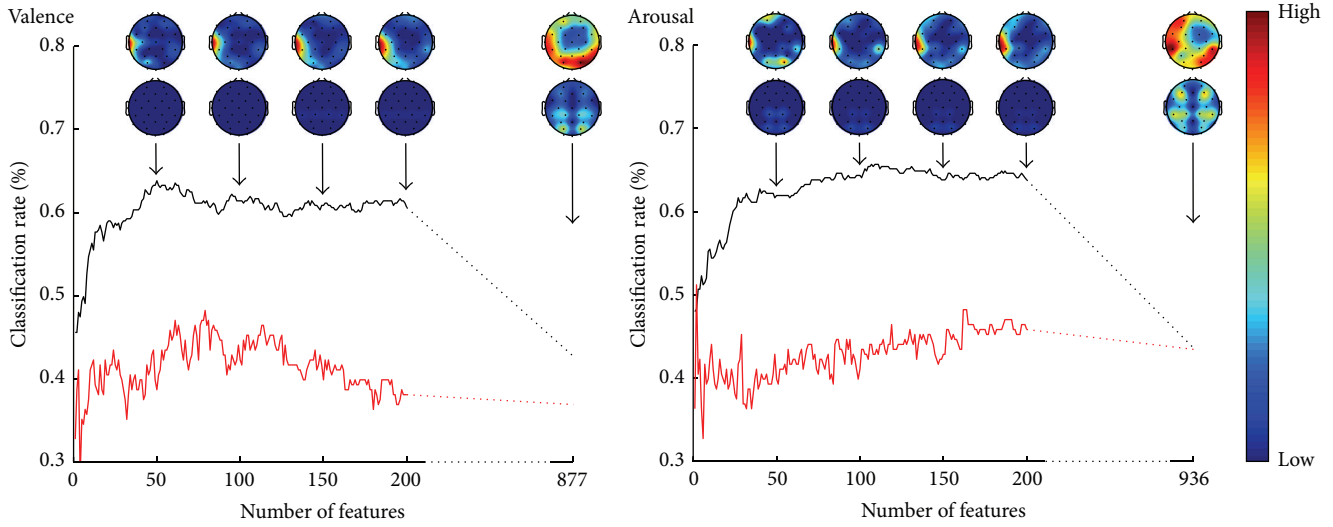 Valence
0.8
0.7
0.6
0.5
0.4
0.3
Classification rate (%)
0 50 100 150 200 877
Number of features
Arousal
0.8
0.7
0.6
0.5
0.4
0.3
Classification rate (%)
0 50 100 150 200 936
Number of features
High
Low